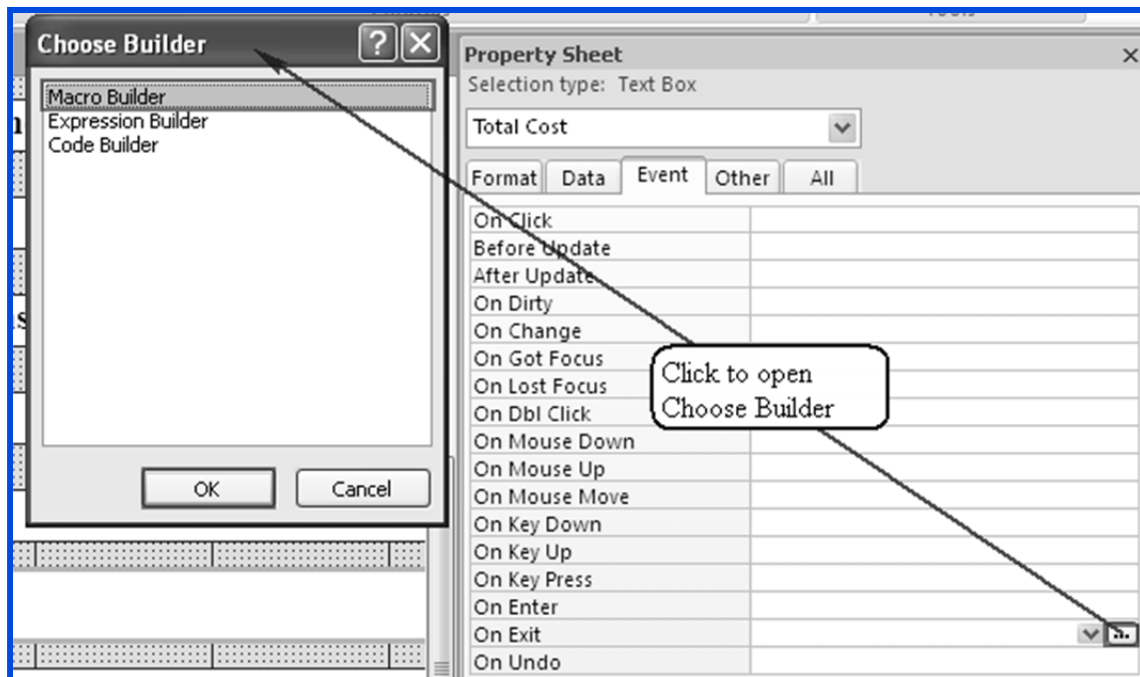 Choose Builder
Macro Builder
Expression Builder
Code Builder
OK
Cancel
Property Sheet
Selection type: Text Box
Total Cost
Format
Data
Event
Other
All
On Click
Before Update
After Update
On Dirty
On Change
On Got Focus
On Lost Focus
On Dbl Click
On Mouse Down
On Mouse Up
On Mouse Move
On Key Down
On Key Up
On Key Press
On Enter
On Exit
On Undo
Click to open
Choose Builder